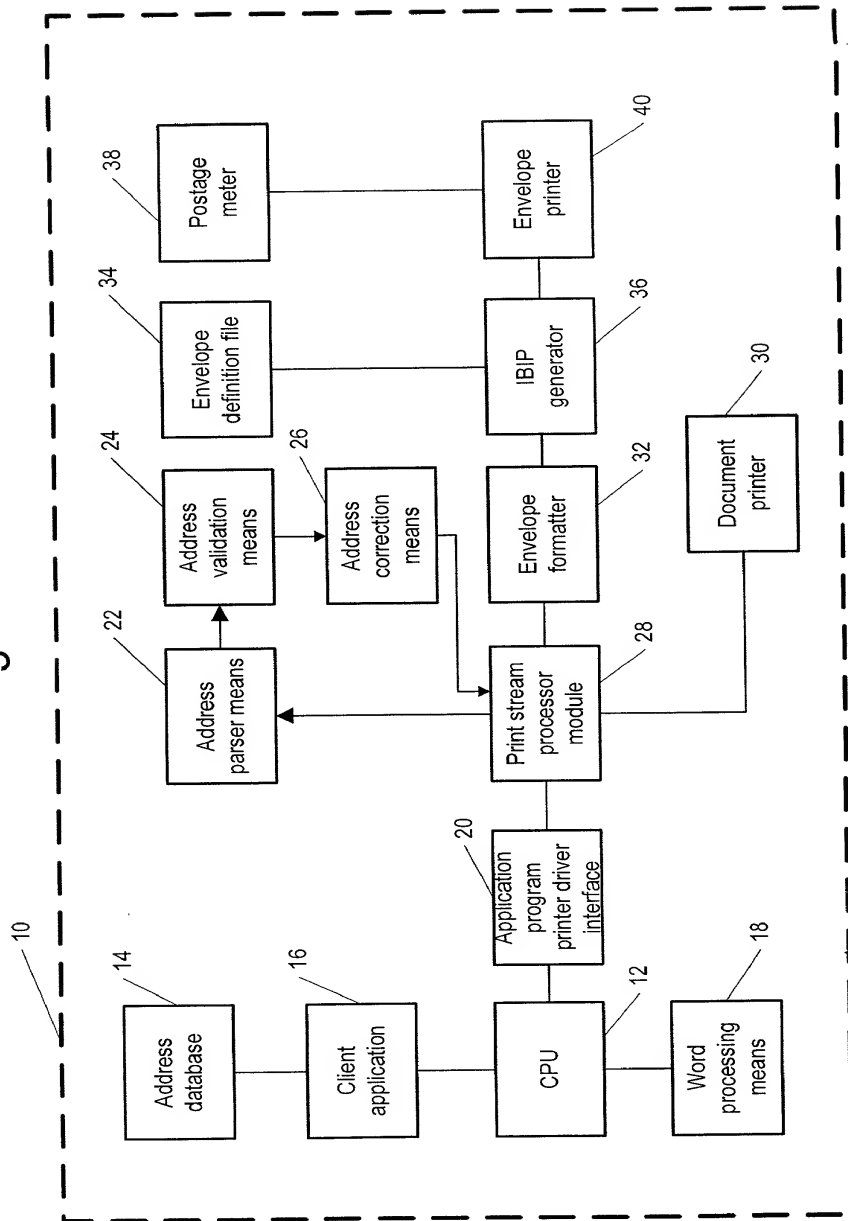 10
14
Address
database
16
Client
application
CPU
12
18
Word
processing
means
20
Application
program
printer driver
interface
22
Address
parser means
24
Address
validation
means
26
Address
correction
means
Print stream
processor
module
28
Envelope
formatter
32
34
Envelope
definition file
IBIP
generator
36
38
Postage
meter
Envelope
printer
40
30
Document
printer